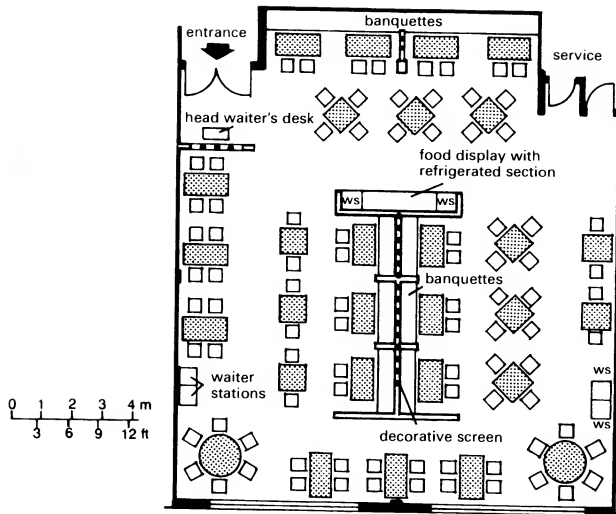 banquettes
entrance
service
head waiter's desk
food display with
refrigerated section
ws
ws
banquettes
waiter
stations
ws
ws
decorative screen
0 1 2 3 4 m
3 6 9 12 ft